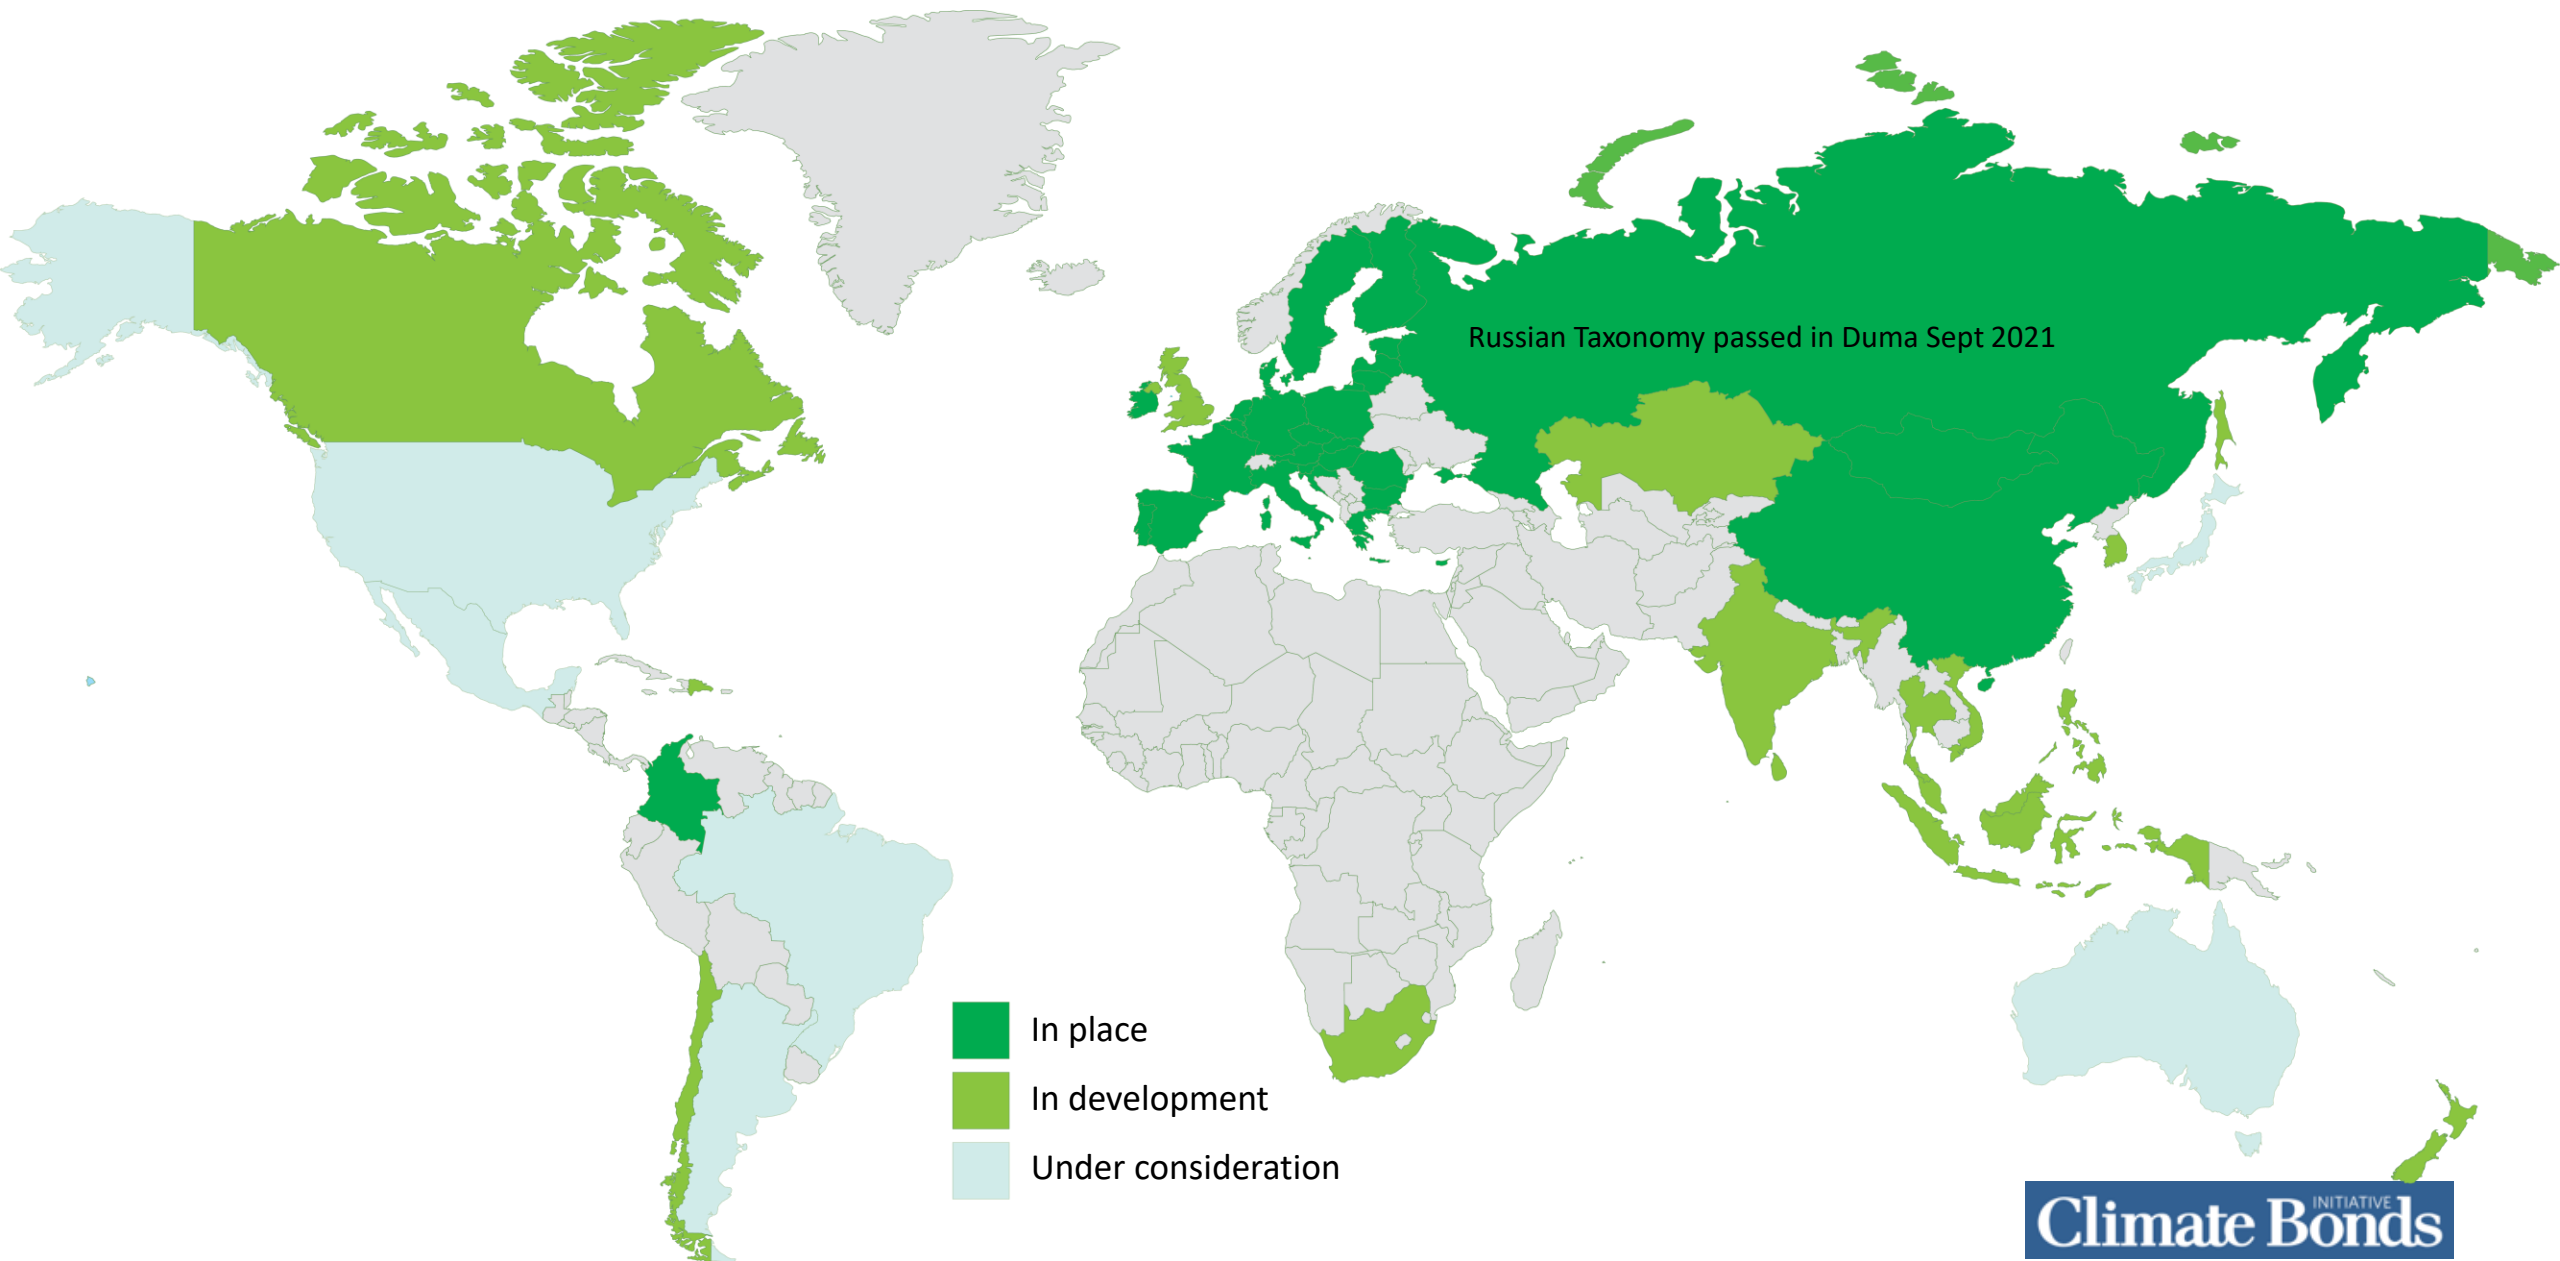 Russian Taxonomy passed in Duma Sept 2021
In place
In development
Under consideration
Climate Bonds INITIATIVE